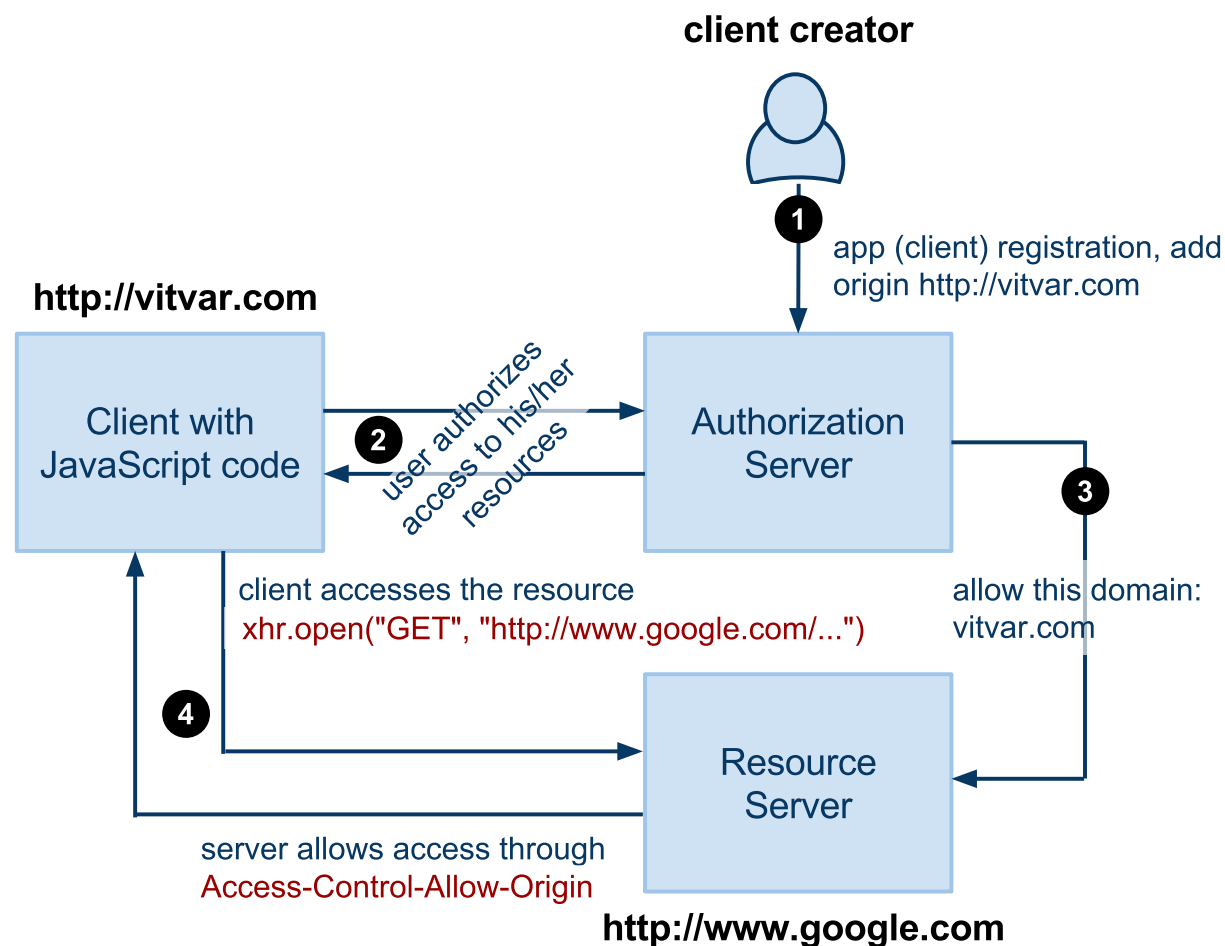 client creator
1
app (client) registration, add
origin http://vitvar.com
http://vitvar.com
Client with
JavaScript code
2
user authorizes
access to his/her
resources
Authorization
Server
3
allow this domain:
vitvar.com
client accesses the resource
xhr.open("GET", "http://www.google.com/...")
4
Resource
Server
server allows access through
Access-Control-Allow-Origin
http://www.google.com